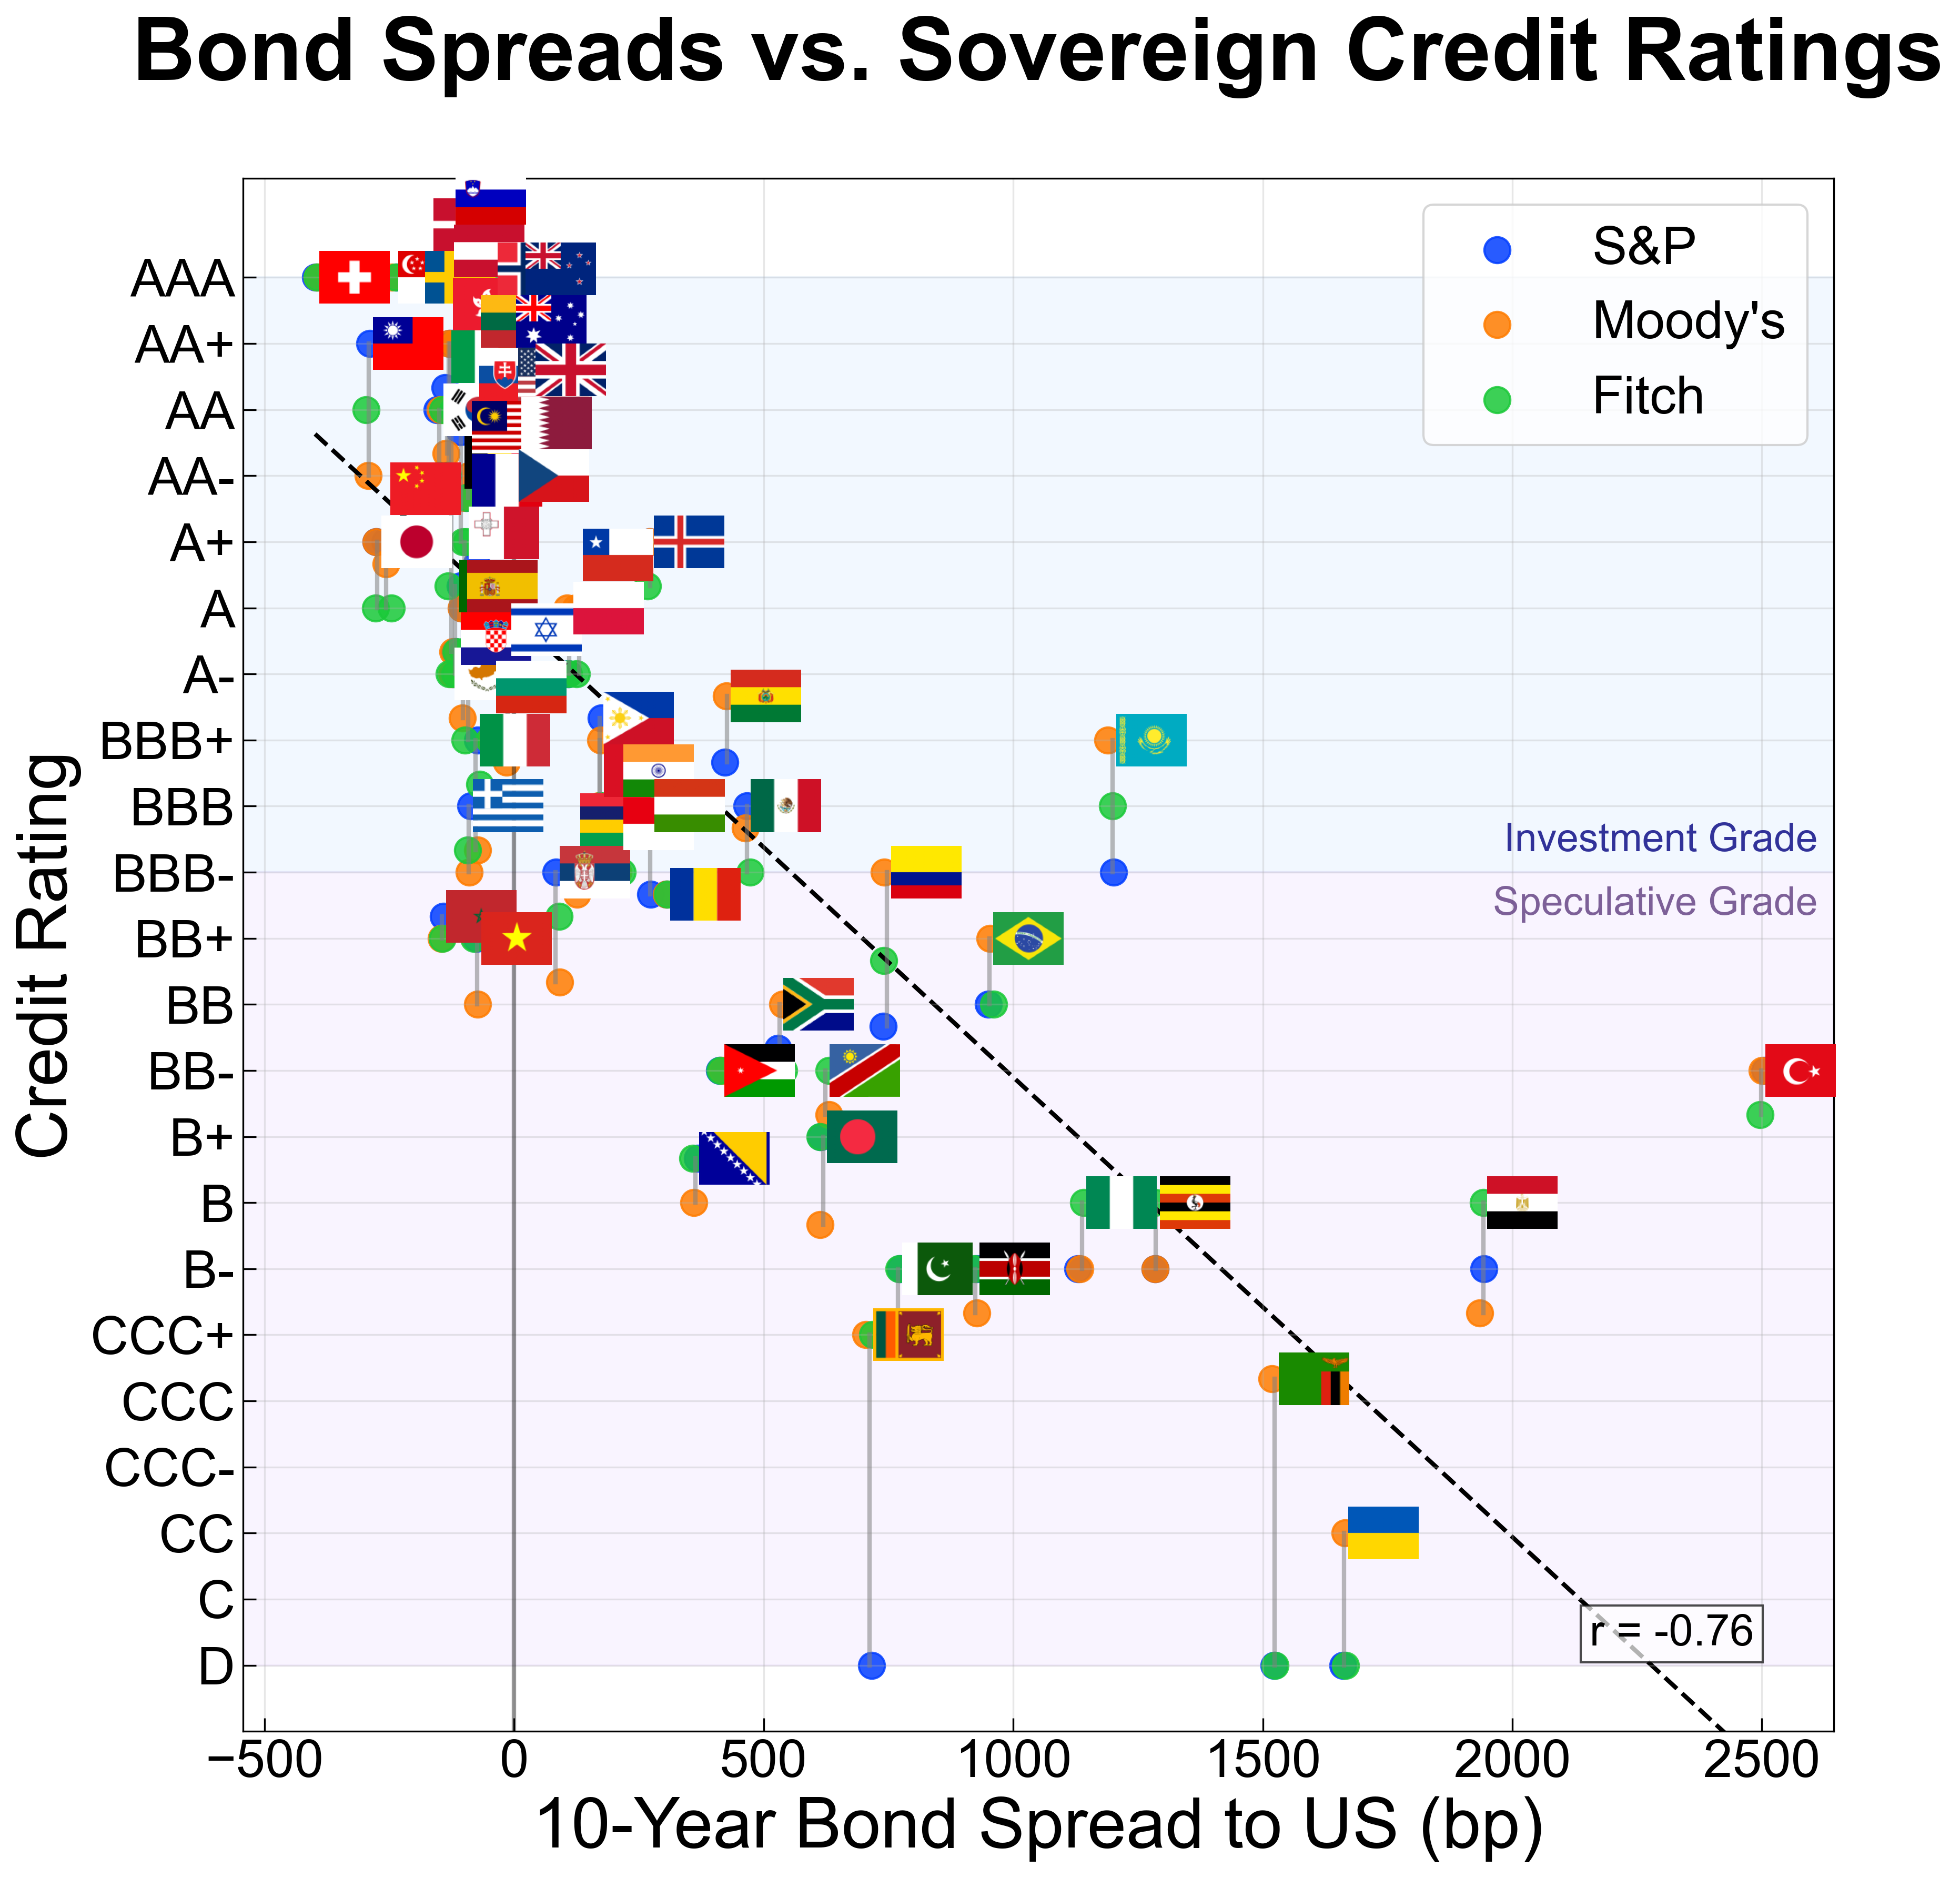 Bond Spreads vs. Sovereign Credit Ratings
S&P
Moody's
Fitch
Credit Rating
AAA
AA+
AA
AA-
A+
A
A-
BBB+
BBB
BBB-
BB+
BB
BB-
B+
B
B-
CCC+
CCC
CCC-
CC
C
D
Investment Grade
Speculative Grade
r = -0.76
−500
0
500
1000
1500
2000
2500
10-Year Bond Spread to US (bp)